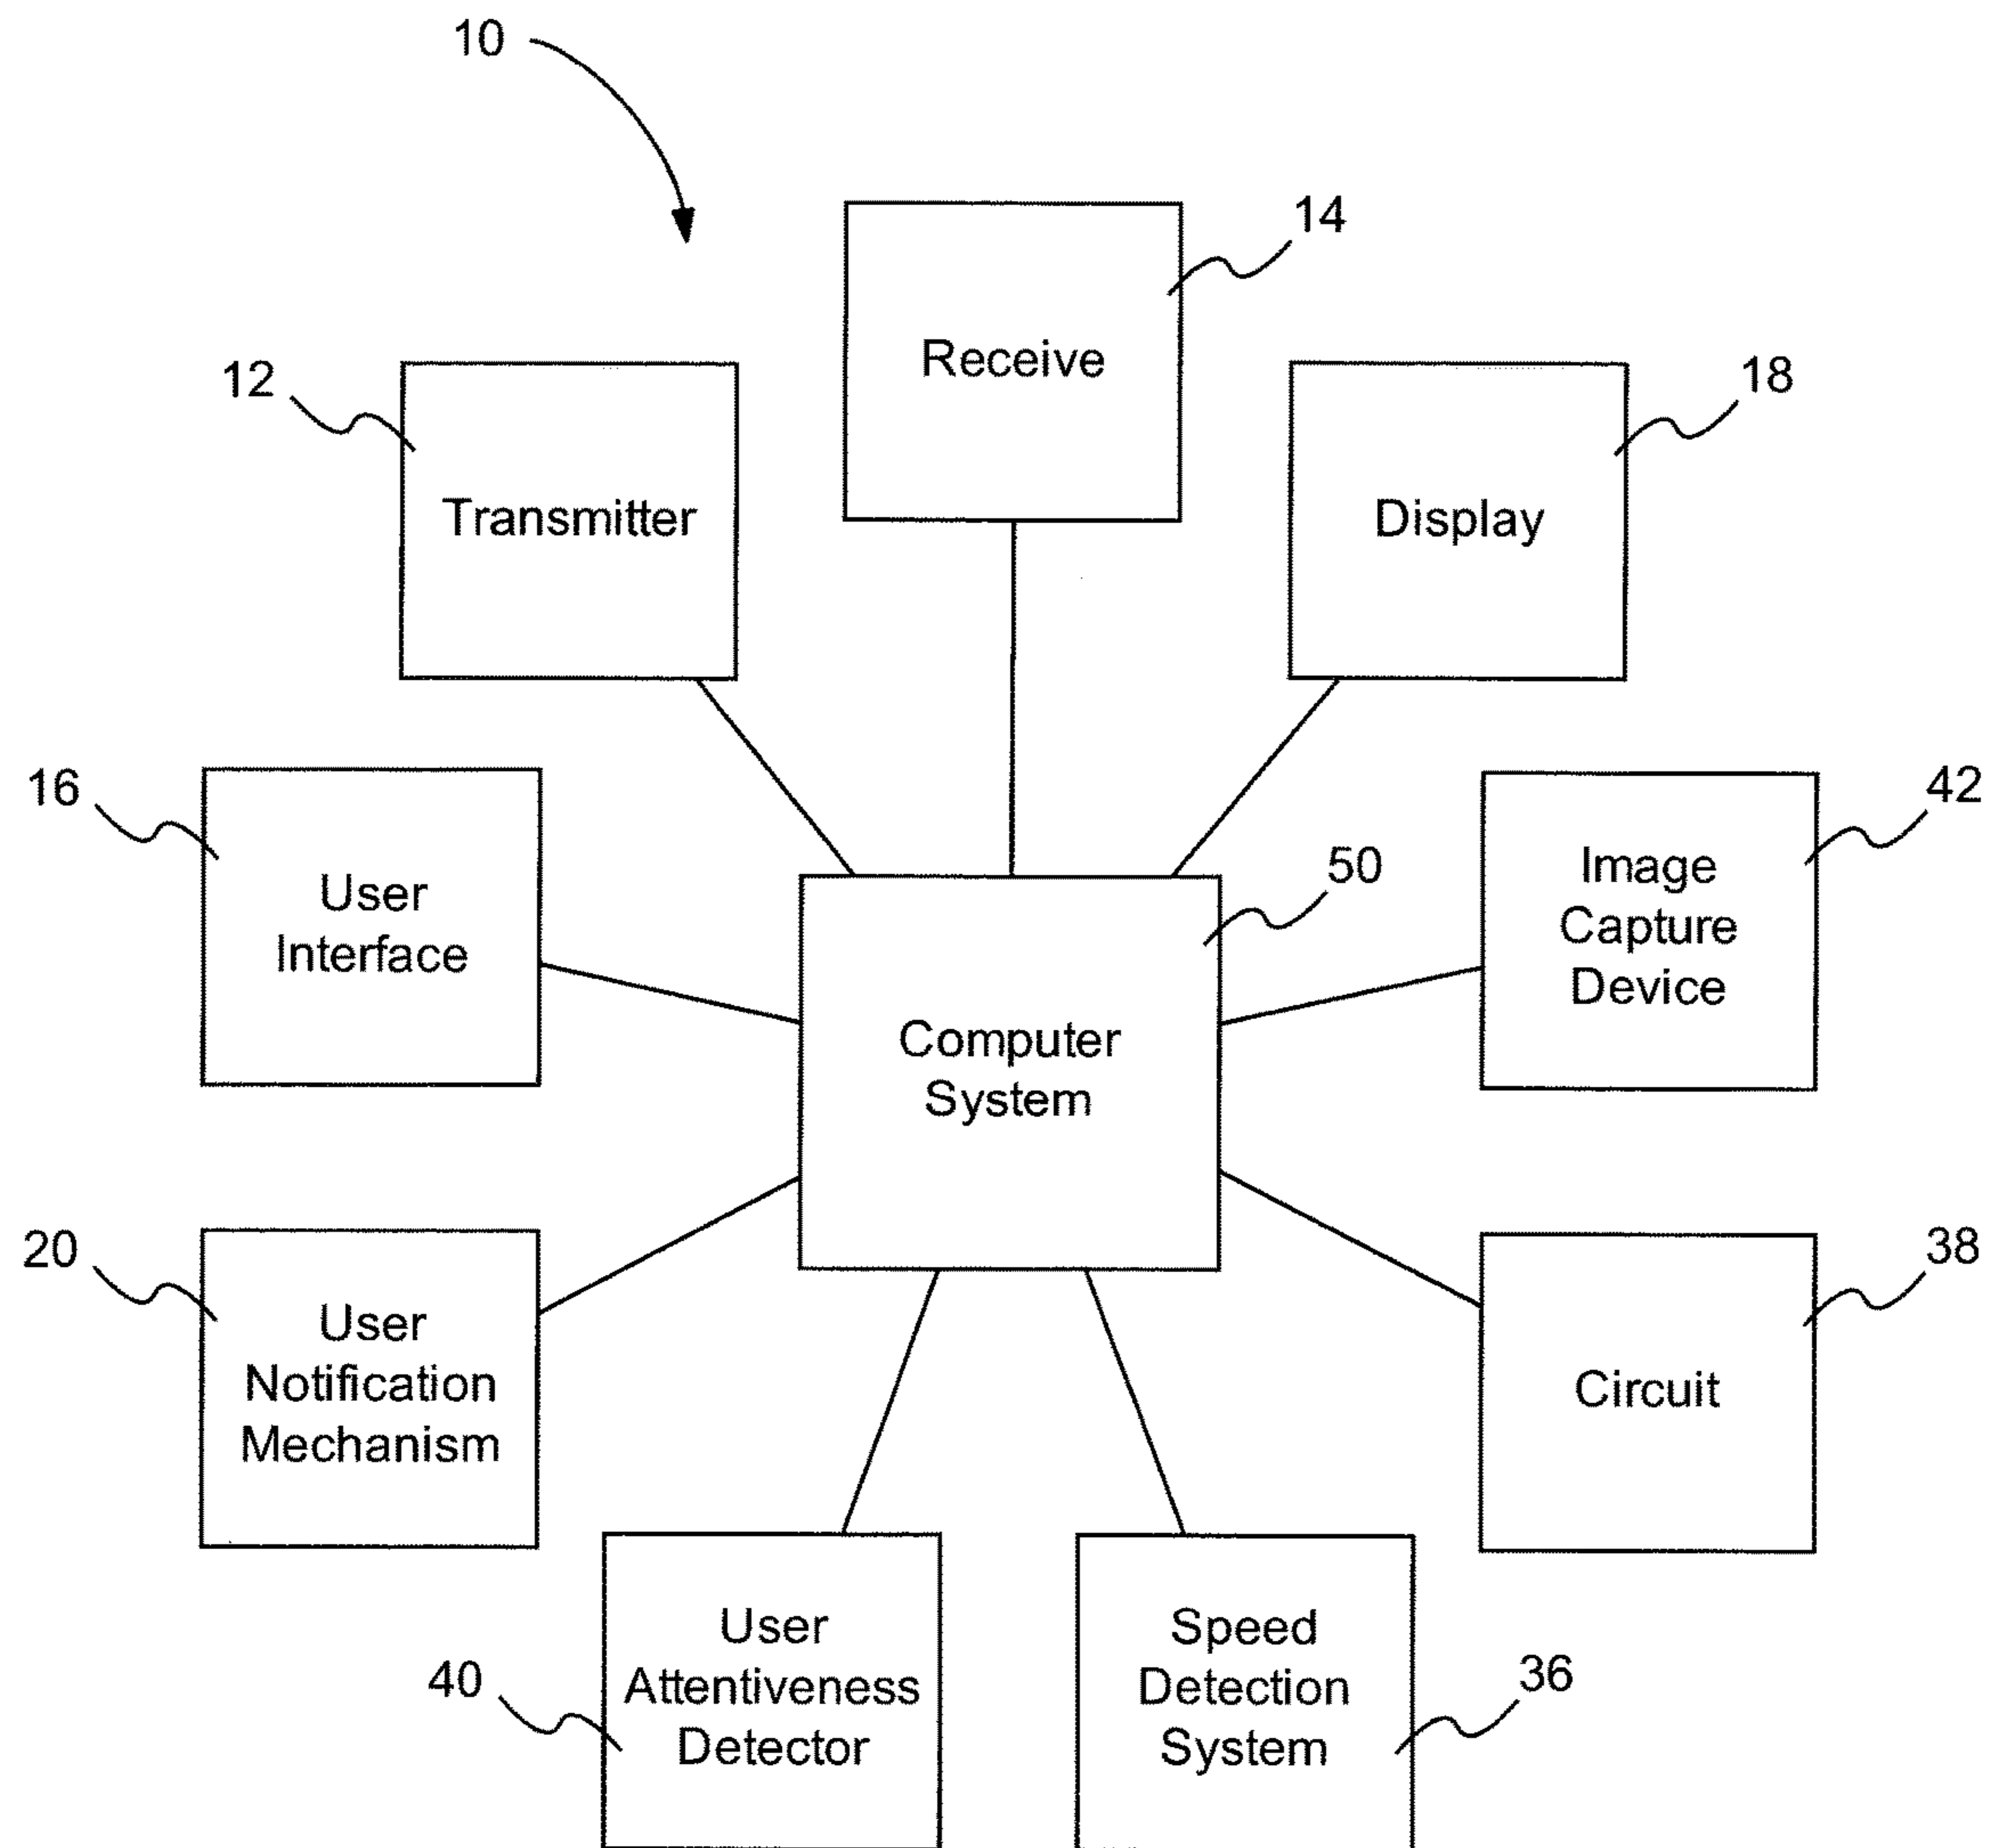 10
14
Receive
12
Transmitter
18
Display
16
User
Interface
50
Computer
System
42
Image
Capture
Device
20
User
Notification
Mechanism
38
Circuit
40
User
Attentiveness
Detector
36
Speed
Detection
System